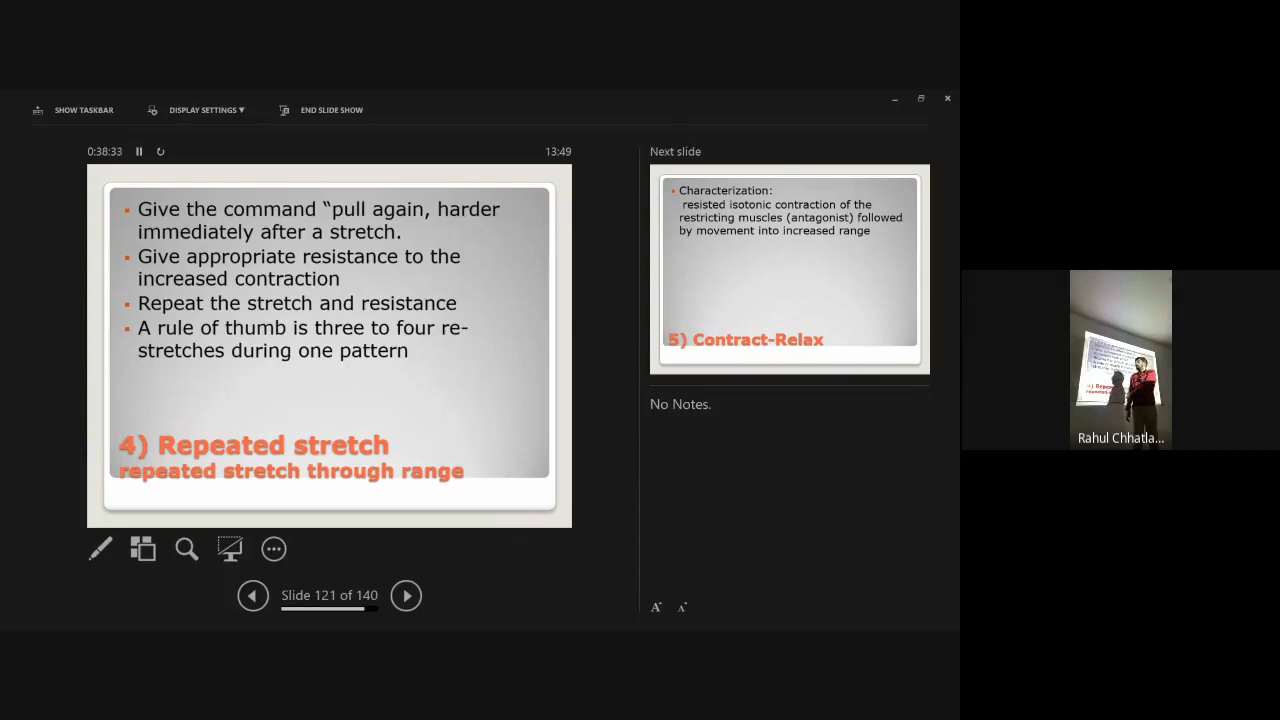 SHOW TASKBAR DISPLAY SETTINGS ▼ END SLIDE SHOW
0:38:33 13:49 Next slide
▪ Give the command “pull again, harder
immediately after a stretch.
▪ Give appropriate resistance to the
increased contraction
▪ Repeat the stretch and resistance
▪ A rule of thumb is three to four re-
stretches during one pattern
4) Repeated stretch
repeated stretch through range
Slide 121 of 140
▪ Characterization:
resisted isotonic contraction of the
restricting muscles (antagonist) followed
by movement into increased range
5) Contract-Relax
No Notes.
A A
Rahul Chhatla...